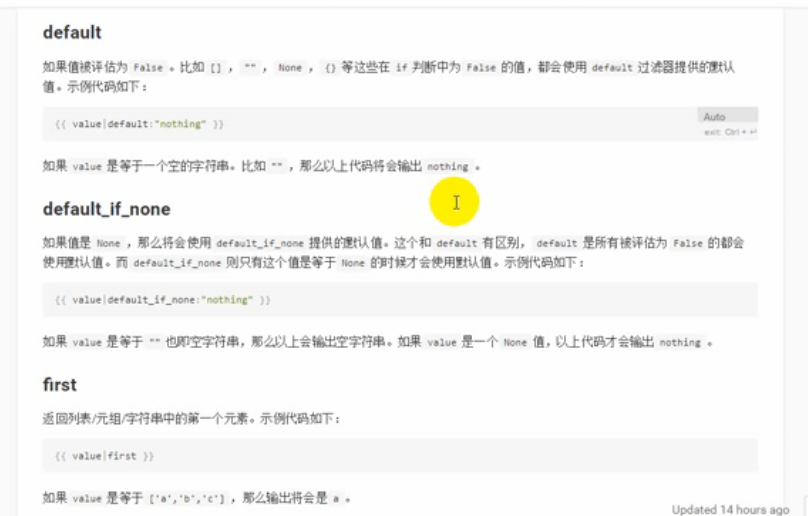 default
如果值被评估为 False 。比如 [] ， "" ， None ， {} 等这些在 if 判断中为 False 的值，都会使用 default 过滤器提供的默认
值。示例代码如下：
{{ value|default:"nothing" }}
Auto
exit: Ctrl+↵
如果 value 是等于一个空的字符串。比如 "" ，那么以上代码将会输出 nothing 。
default_if_none
如果值是 None ，那么将会使用 default_if_none 提供的默认值。这个和 default 有区别， default 是所有被评估为 False 的都会
使用默认值。而 default_if_none 则只有这个值是等于 None 的时候才会使用默认值。示例代码如下：
{{ value|default_if_none:"nothing" }}
如果 value 是等于 "" 也即空字符串，那么以上会输出空字符串。如果 value 是一个 None 值，以上代码才会输出 nothing 。
first
返回列表/元组/字符串中的第一个元素。示例代码如下：
{{ value|first }}
如果 value 是等于 ['a','b','c'] ，那么输出将会是 a 。
Updated 14 hours ago